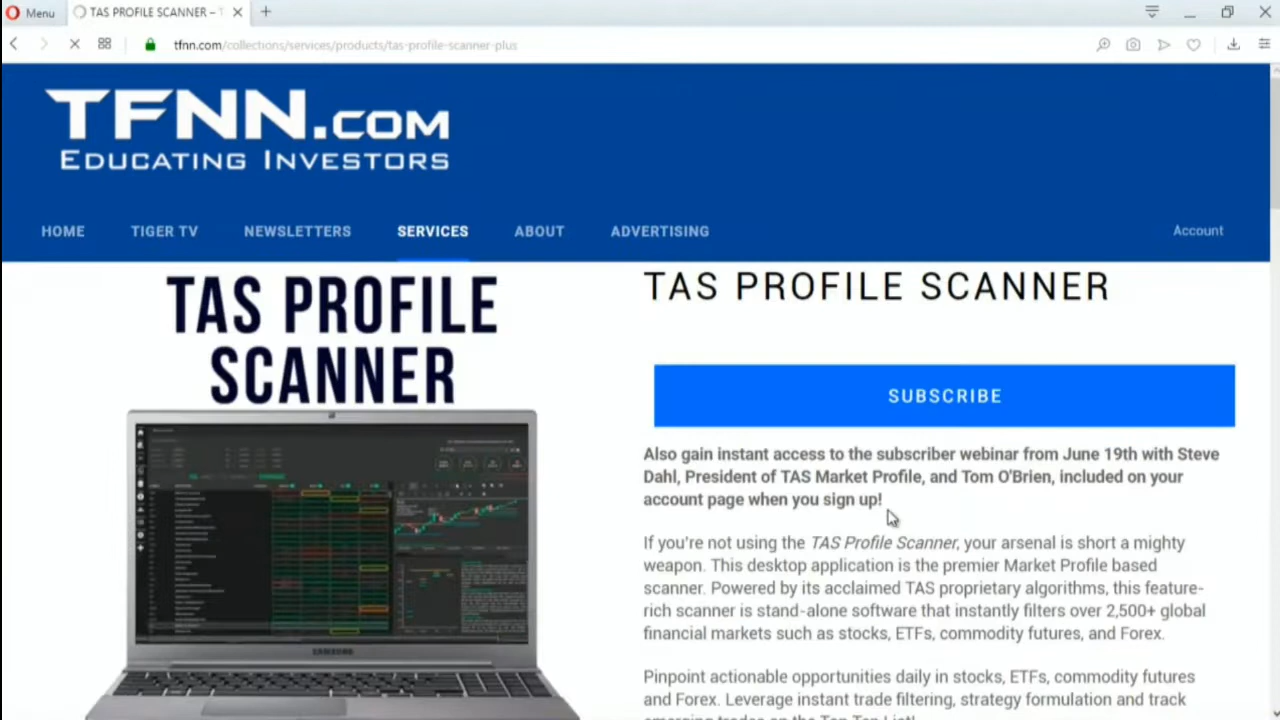 Menu
TAS PROFILE SCANNER –
tfnn.com/collections/services/products/tas-profile-scanner-plus
TFNN.COM
EDUCATING INVESTORS
HOME
TIGER TV
NEWSLETTERS
SERVICES
ABOUT
ADVERTISING
Account
TAS PROFILE
SCANNER
SAMSUNG
TAS PROFILE SCANNER
SUBSCRIBE
Also gain instant access to the subscriber webinar from June 19th with Steve
Dahl, President of TAS Market Profile, and Tom O'Brien, included on your
account page when you sign up!
If you're not using the TAS Profile Scanner, your arsenal is short a mighty
weapon. This desktop application is the premier Market Profile based
scanner. Powered by its acclaimed TAS proprietary algorithms, this feature-
rich scanner is stand-alone software that instantly filters over 2,500+ global
financial markets such as stocks, ETFs, commodity futures, and Forex.
Pinpoint actionable opportunities daily in stocks, ETFs, commodity futures
and Forex. Leverage instant trade filtering, strategy formulation and track
emerging trades on the Top Ten List!